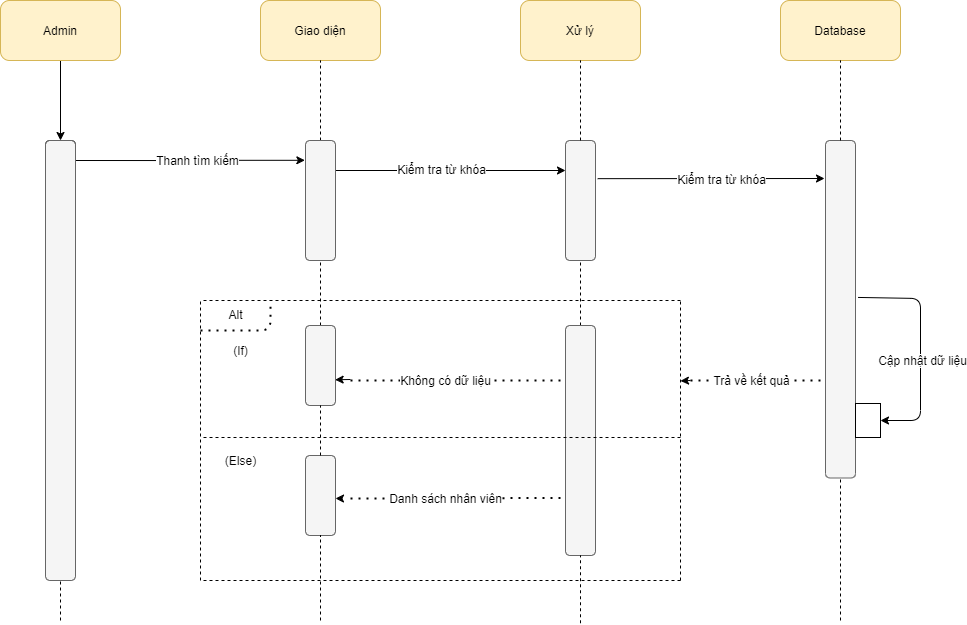 Admin
Giao diện
Xử lý
Database
Thanh tìm kiếm
Kiểm tra từ khóa
Kiểm tra từ khóa
Alt
(If)
Không có dữ liệu
Trả về kết quả
Cập nhật dữ liệu
(Else)
Danh sách nhân viên